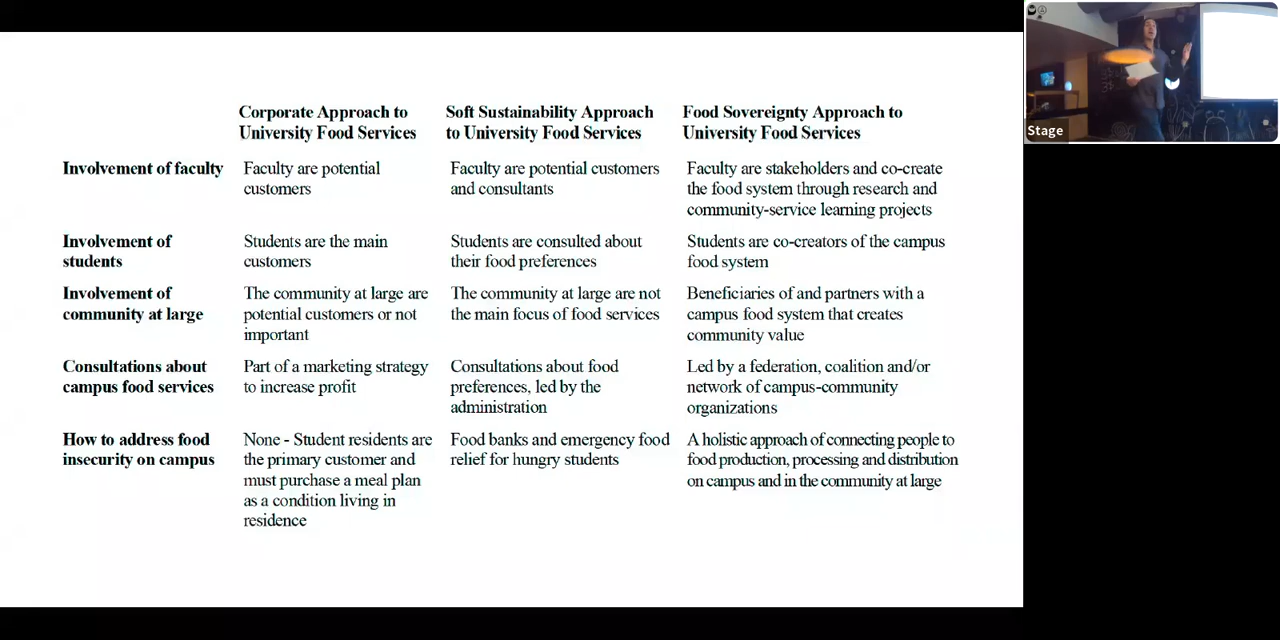 Corporate Approach to
University Food Services
Soft Sustainability Approach
to University Food Services
Food Sovereignty Approach to
University Food Services
Involvement of faculty
Faculty are potential
customers
Faculty are potential customers
and consultants
Faculty are stakeholders and co-create
the food system through research and
community-service learning projects
Involvement of
students
Students are the main
customers
Students are consulted about
their food preferences
Students are co-creators of the campus
food system
Involvement of
community at large
The community at large are
potential customers or not
important
The community at large are not
the main focus of food services
Beneficiaries of and partners with a
campus food system that creates
community value
Consultations about
campus food services
Part of a marketing strategy
to increase profit
Consultations about food
preferences, led by the
administration
Led by a federation, coalition and/or
network of campus-community
organizations
How to address food
insecurity on campus
None - Student residents are
the primary customer and
must purchase a meal plan
as a condition living in
residence
Food banks and emergency food
relief for hungry students
A holistic approach of connecting people to
food production, processing and distribution
on campus and in the community at large
Stage